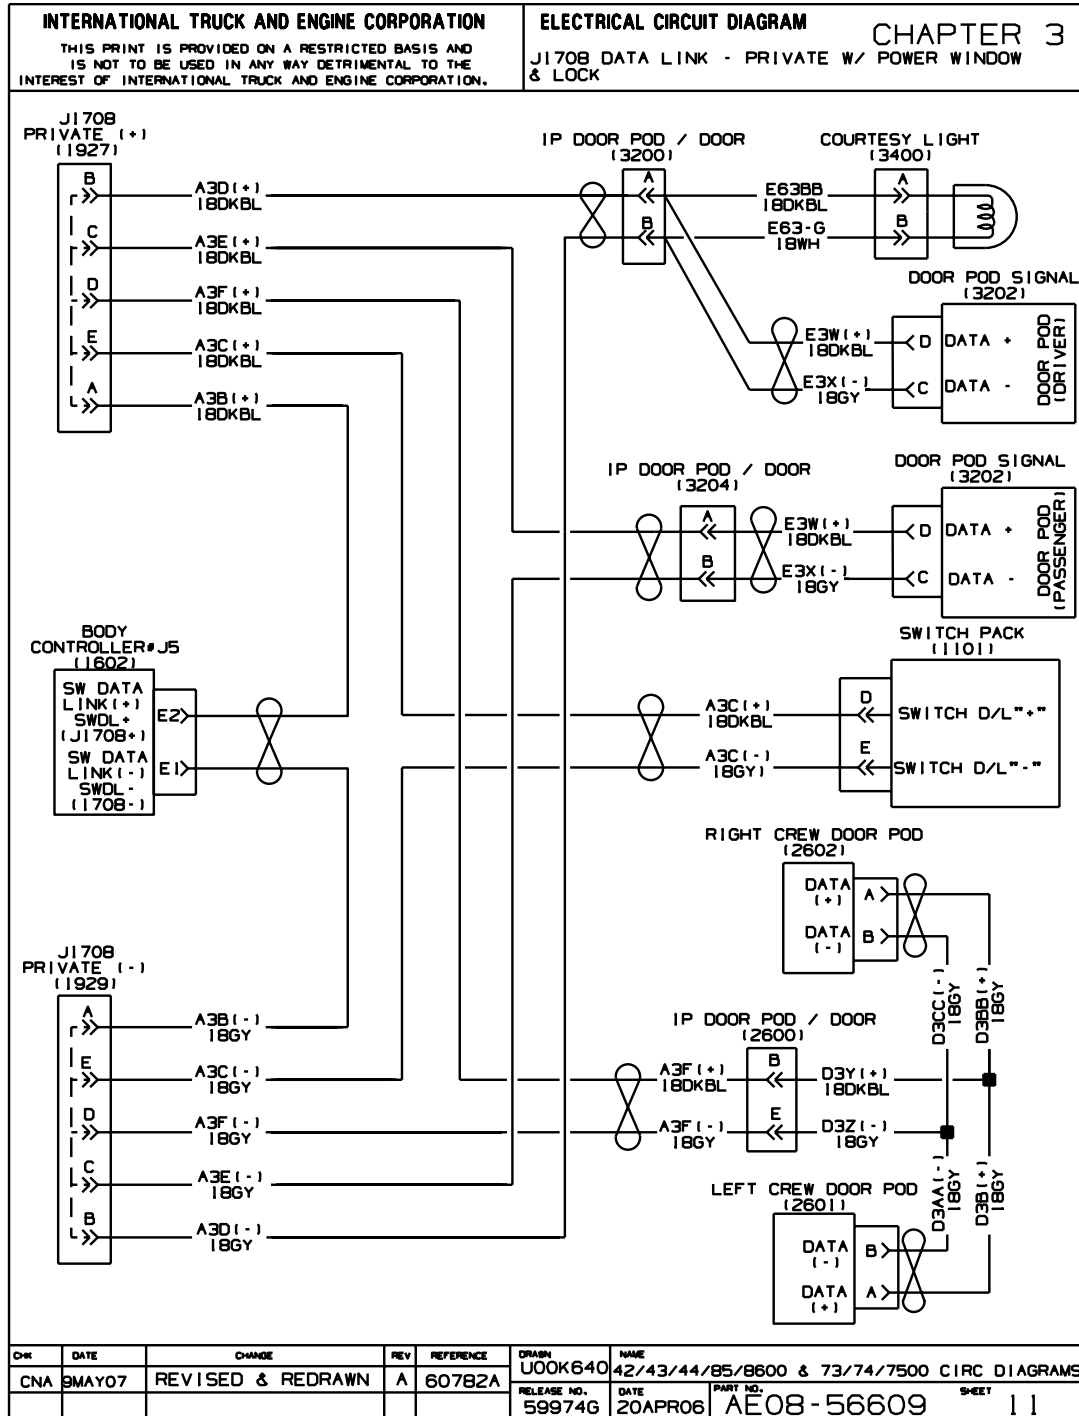 INTERNATIONAL TRUCK AND ENGINE CORPORATION
THIS PRINT IS PROVIDED ON A RESTRICTED BASIS AND
IS NOT TO BE USED IN ANY WAY DETRIMENTAL TO THE
INTEREST OF INTERNATIONAL TRUCK AND ENGINE CORPORATION.
ELECTRICAL CIRCUIT DIAGRAM
CHAPTER 3
J1708 DATA LINK - PRIVATE W/ POWER WINDOW
& LOCK
J1708
PRIVATE (+)
(1927)
B
A3D(+)
18DKBL
C
A3E(+)
18DKBL
D
A3F(+)
18DKBL
E
A3C(+)
18DKBL
A
A3B(+)
18DKBL
IP DOOR POD / DOOR
(3200)
A
B
E63BB
18DKBL
E63-G
18WH
COURTESY LIGHT
(3400)
A
B
DOOR POD SIGNAL
(3202)
E3W(+)
18DKBL
D
DATA +
E3X(-)
18GY
C
DATA -
DOOR POD
(DRIVER)
IP DOOR POD / DOOR
(3204)
A
B
DOOR POD SIGNAL
(3202)
E3W(+)
18DKBL
D
DATA +
E3X(-)
18GY
C
DATA -
DOOR POD
(PASSENGER)
BODY
CONTROLLER#J5
(1602)
SW DATA
LINK(+)
SWDL+
(J1708+)
E2
SW DATA
LINK(-)
SWDL-
(1708-)
E1
SWITCH PACK
(1101)
A3C(+)
18DKBL
D
SWITCH D/L"+"
A3C(-)
18GY)
E
SWITCH D/L"-"
RIGHT CREW DOOR POD
(2602)
DATA
(+)
A
DATA
(-)
B
D3CC(-)
18GY
D3BB(+)
18GY
J1708
PRIVATE (-)
(1929)
A
A3B(-)
18GY
E
A3C(-)
18GY
D
A3F(-)
18GY
C
A3E(-)
18GY
B
A3D(-)
18GY
IP DOOR POD / DOOR
(2600)
A3F(+)
18DKBL
B
D3Y(+)
18DKBL
A3F(-)
18GY
E
D3Z(-)
18GY
D3AA(-)
18GY
D3B(+)
18GY
LEFT CREW DOOR POD
(2601)
DATA
(-)
B
DATA
(+)
A
CHK DATE CHANGE REV REFERENCE
CNA 9MAY07 REVISED & REDRAWN A 60782A
DRAWN
U00K640
NAME
42/43/44/85/8600 & 73/74/7500 CIRC DIAGRAMS
RELEASE NO.
59974G
DATE
20APR06
PART NO.
AE08-56609
SHEET
11